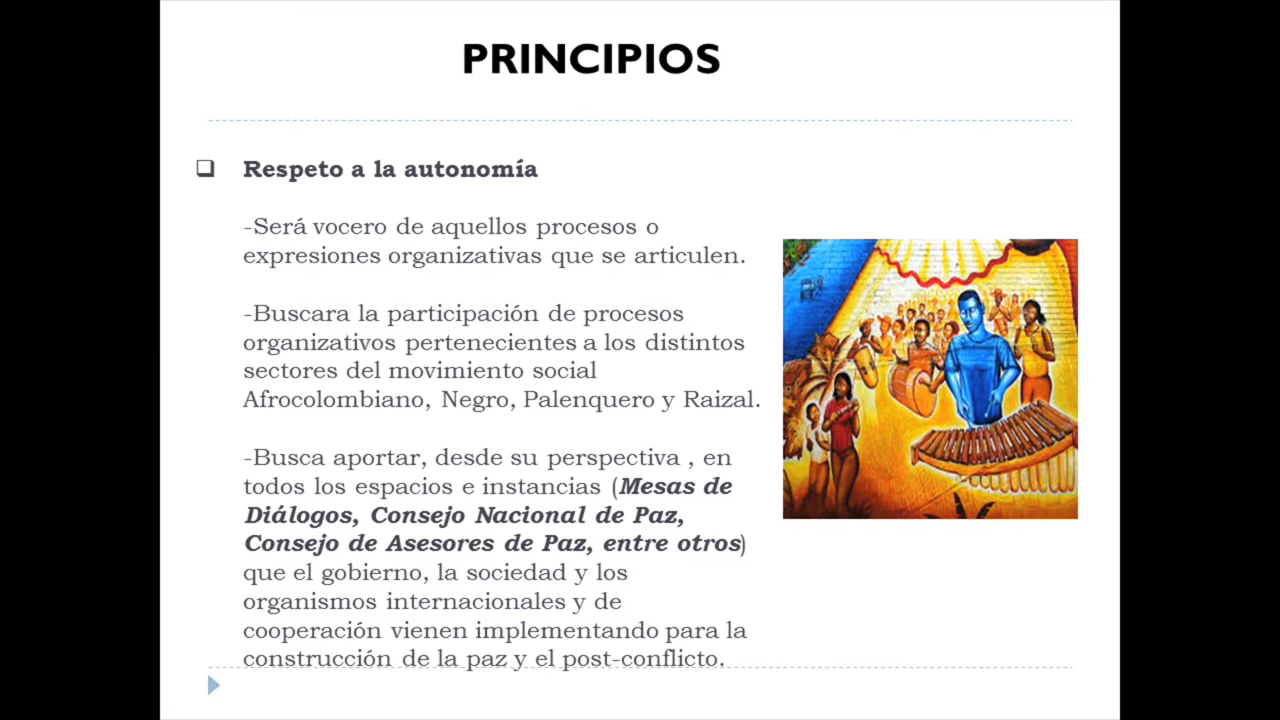 PRINCIPIOS
Respeto a la autonomía
-Será vocero de aquellos procesos o
expresiones organizativas que se articulen.
-Buscara la participación de procesos
organizativos pertenecientes a los distintos
sectores del movimiento social
Afrocolombiano, Negro, Palenquero y Raizal.
-Busca aportar, desde su perspectiva , en
todos los espacios e instancias (Mesas de
Diálogos, Consejo Nacional de Paz,
Consejo de Asesores de Paz, entre otros)
que el gobierno, la sociedad y los
organismos internacionales y de
cooperación vienen implementando para la
construcción de la paz y el post-conflicto.